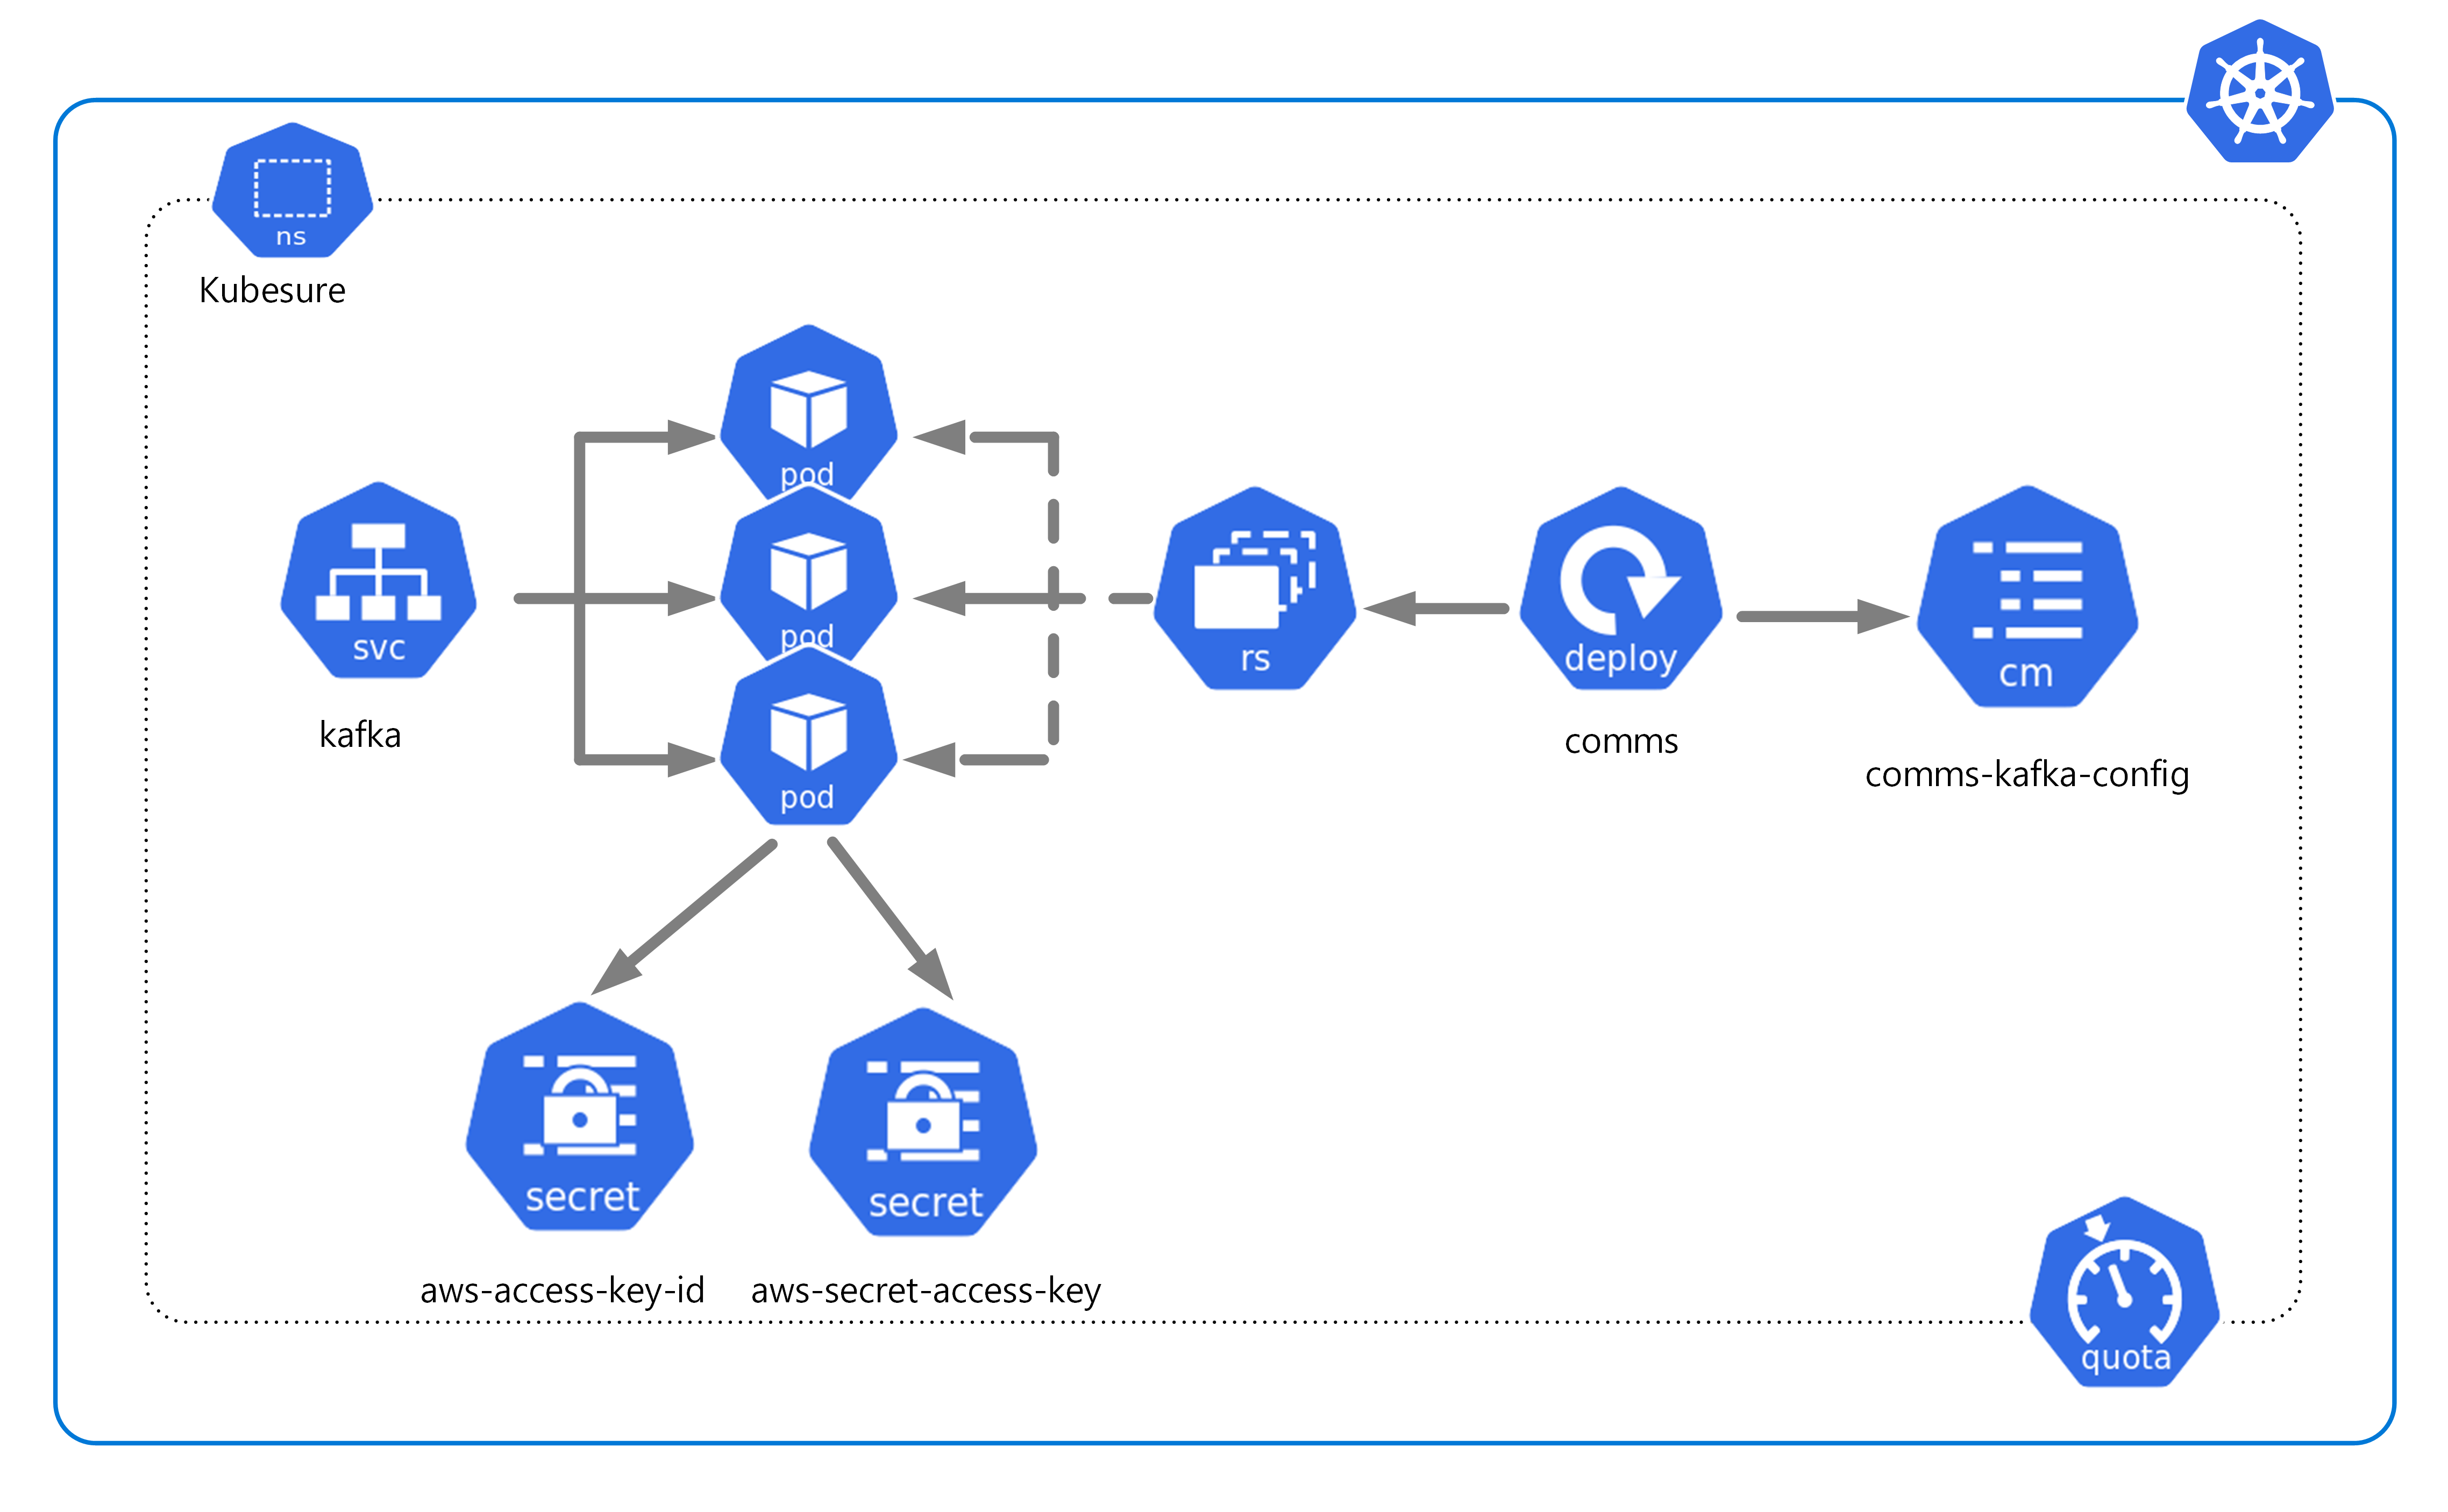 ns
Kubesure
pod
pod
pod
svc
kafka
rs
deploy
comms
cm
comms-kafka-config
secret
aws-access-key-id
secret
aws-secret-access-key
quota